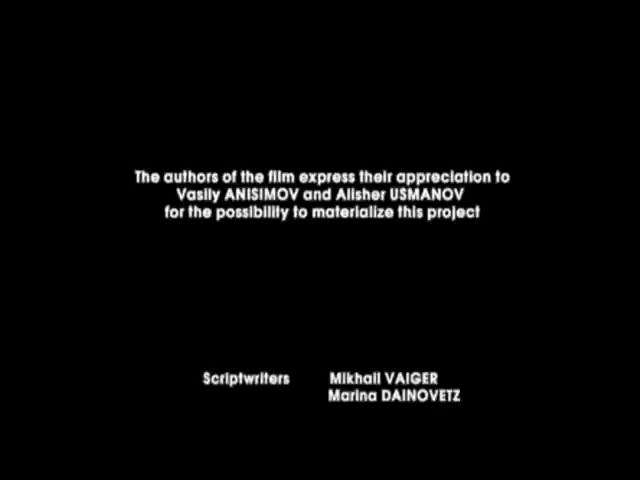 The authors of the film express their appreciation to
Vasily ANISIMOV and Alisher USMANOV
for the possibility to materialize this project
Scriptwriters Mikhail VAIGER
Marina DAINOVETZ